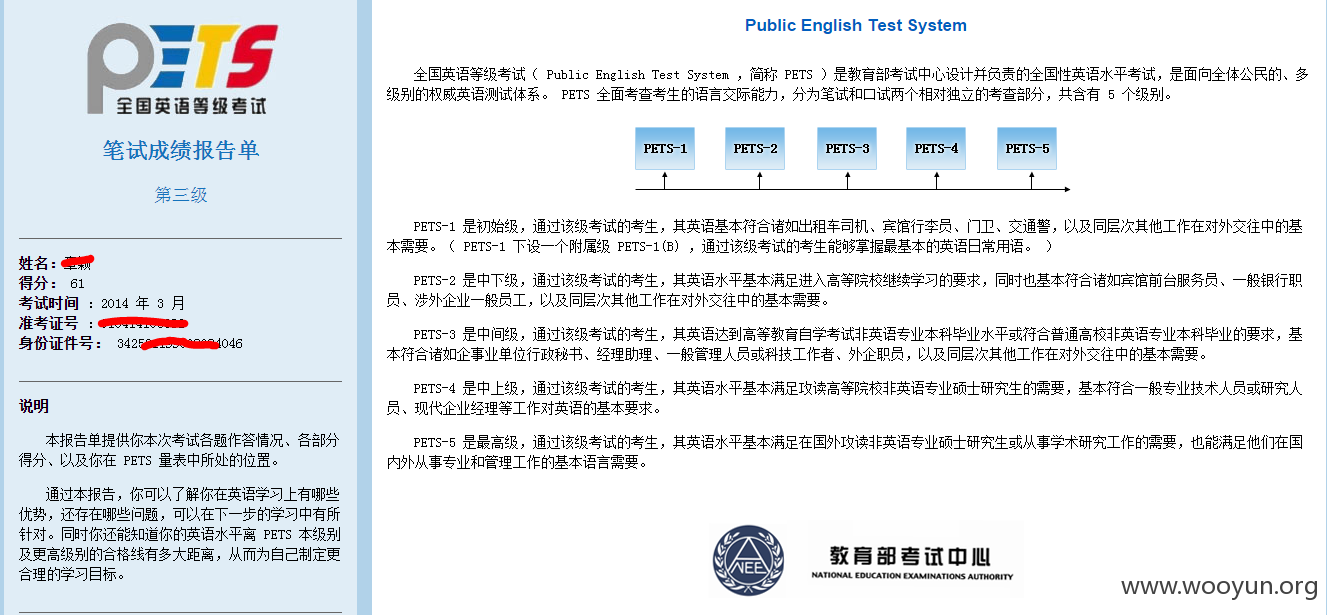 PETS
全国英语等级考试
笔试成绩报告单
第三级
姓名：
得分： 61
考试时间 ：2014 年 3 月
准考证号 ：
身份证件号： 4046
说明
本报告单提供你本次考试各题作答情况、各部分
得分、以及你在 PETS 量表中所处的位置。
通过本报告，你可以了解你在英语学习上有哪些
优势，还存在哪些问题，可以在下一步的学习中有所
针对。同时你还能知道你的英语水平离 PETS 本级别
及更高级别的合格线有多大距离，从而为自己制定更
合理的学习目标。
Public English Test System
全国英语等级考试（ Public English Test System ，简称 PETS ）是教育部考试中心设计并负责的全国性英语水平考试，是面向全体公民的、多
级别的权威英语测试体系。 PETS 全面考查考生的语言交际能力，分为笔试和口试两个相对独立的考查部分，共含有 5 个级别。
PETS-1 PETS-2 PETS-3 PETS-4 PETS-5
PETS-1 是初始级，通过该级考试的考生，其英语基本符合诸如出租车司机、宾馆行李员、门卫、交通警，以及同层次其他工作在对外交往中的基
本需要。（ PETS-1 下设一个附属级 PETS-1(B) ，通过该级考试的考生能够掌握最基本的英语日常用语。 ）
PETS-2 是中下级，通过该级考试的考生，其英语水平基本满足进入高等院校继续学习的要求，同时也基本符合诸如宾馆前台服务员、一般银行职
员、涉外企业一般员工，以及同层次其他工作在对外交往中的基本需要。
PETS-3 是中间级，通过该级考试的考生，其英语达到高等教育自学考试非英语专业本科毕业水平或符合普通高校非英语专业本科毕业的要求，基
本符合诸如企事业单位行政秘书、经理助理、一般管理人员或科技工作者、外企职员，以及同层次其他工作在对外交往中的基本需要。
PETS-4 是中上级，通过该级考试的考生，其英语水平基本满足攻读高等院校非英语专业硕士研究生的需要，基本符合一般专业技术人员或研究人
员、现代企业经理等工作对英语的基本要求。
PETS-5 是最高级，通过该级考试的考生，其英语水平基本满足在国外攻读非英语专业硕士研究生或从事学术研究工作的需要，也能满足他们在国
内外从事专业和管理工作的基本语言需要。
NEEA
教育部考试中心
NATIONAL EDUCATION EXAMINATIONS AUTHORITY
www.wooyun.org